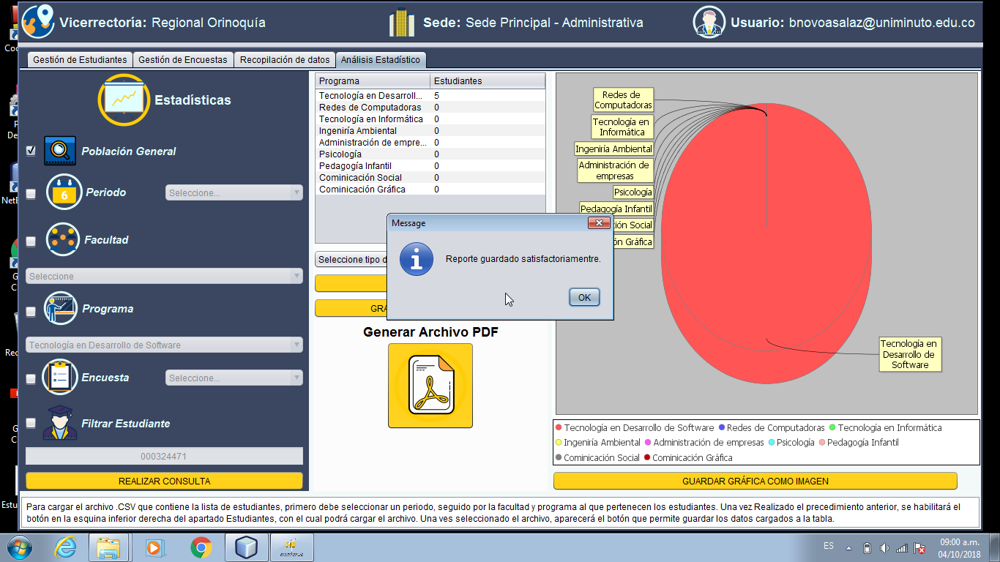 Vicerrectoría: Regional Orinoquía
Sede: Sede Principal - Administrativa
Usuario: bnovoasalaz@uniminuto.edu.co
Gestión de Estudiantes
Gestión de Encuestas
Recopilación de datos
Análisis Estadístico
Estadísticas
Población General
6
Periodo
Seleccione...
Facultad
Seleccione
Programa
Tecnología en Desarrollo de Software
Encuesta
Seleccione...
Filtrar Estudiante
000324471
REALIZAR CONSULTA
Programa Estudiantes
Tecnología en Desarroll... 5
Redes de Computadoras 0
Tecnología en Informática 0
Ingeniría Ambiental 0
Administración de empre... 0
Psicología 0
Pedagogía Infantil 0
Cominicación Social 0
Cominicación Gráfica 0
Seleccione tipo d
GRÁ
Message
Reporte guardado satisfactoriamentre.
OK
Generar Archivo PDF
Redes de
Computadoras
Tecnología en
Informática
Ingeniría Ambiental
Administración de
empresas
Psicología
Pedagogía Infantil
ión Social
ón Gráfica
Tecnología en
Desarrollo de
Software
Tecnología en Desarrollo de Software Redes de Computadoras Tecnología en Informática
Ingeniría Ambiental Administración de empresas Psicología Pedagogía Infantil
Cominicación Social Cominicación Gráfica
GUARDAR GRÁFICA COMO IMAGEN
Para cargar el archivo .CSV que contiene la lista de estudiantes, primero debe seleccionar un periodo, seguido por la facultad y programa al que pertenecen los estudiantes. Una vez Realizado el precedimiento anterior, se habilitará el
botón en la esquina inferior derecha del apartado Estudiantes, con el cual podrá cargar el archivo. Una ves seleccionado el archivo, aparecerá el botón que permite guardar los datos cargados a la tabla.
ES
09:00 a.m.
04/10/2018